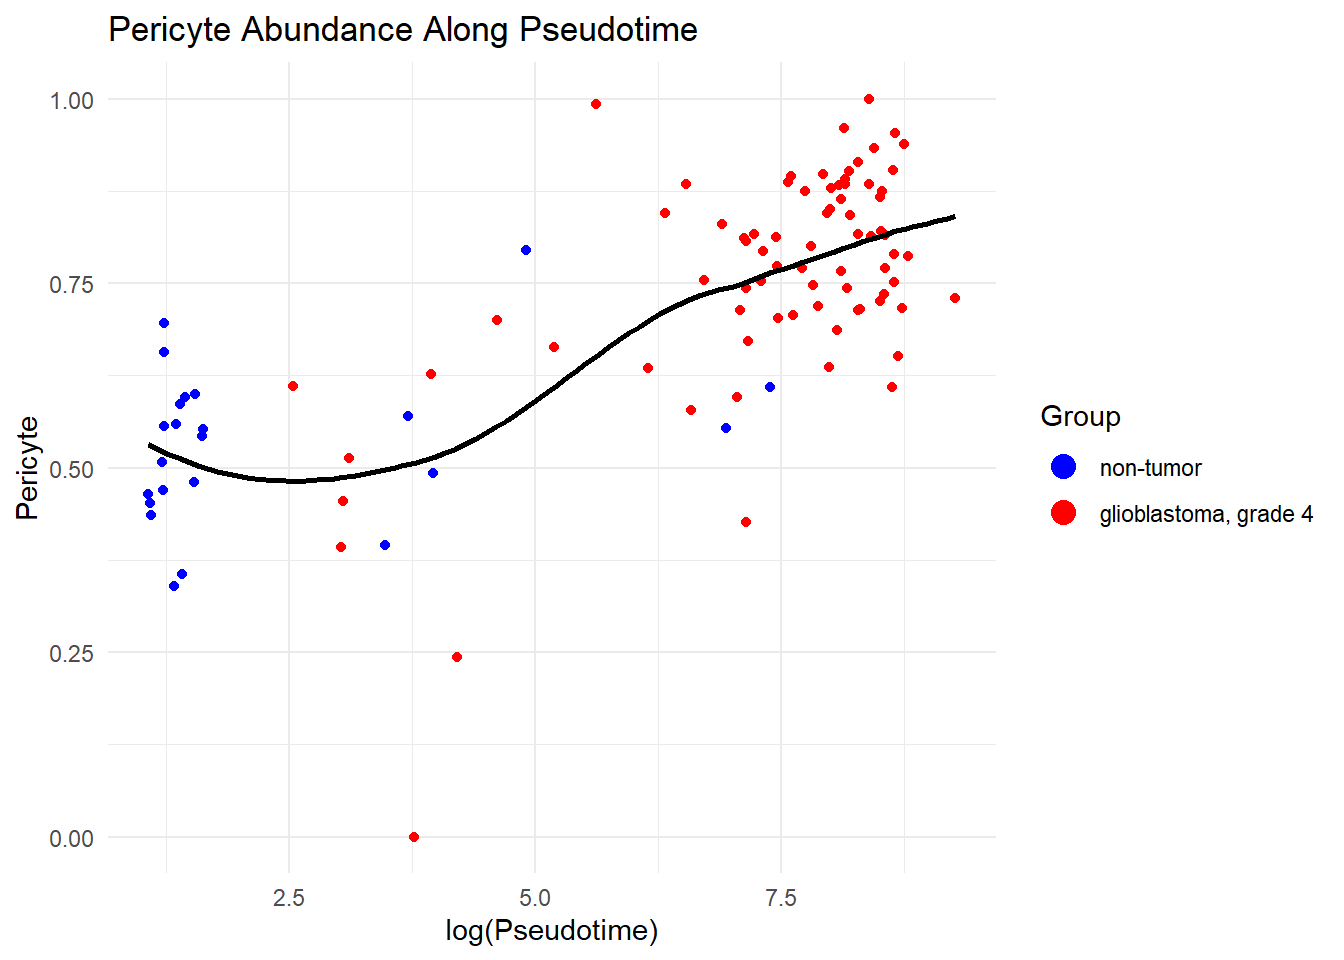 Pericyte Abundance Along Pseudotime
1.00
0.75
0.50
0.25
0.00
Pericyte
2.5 5.0 7.5
log(Pseudotime)
Group
non-tumor
glioblastoma, grade 4